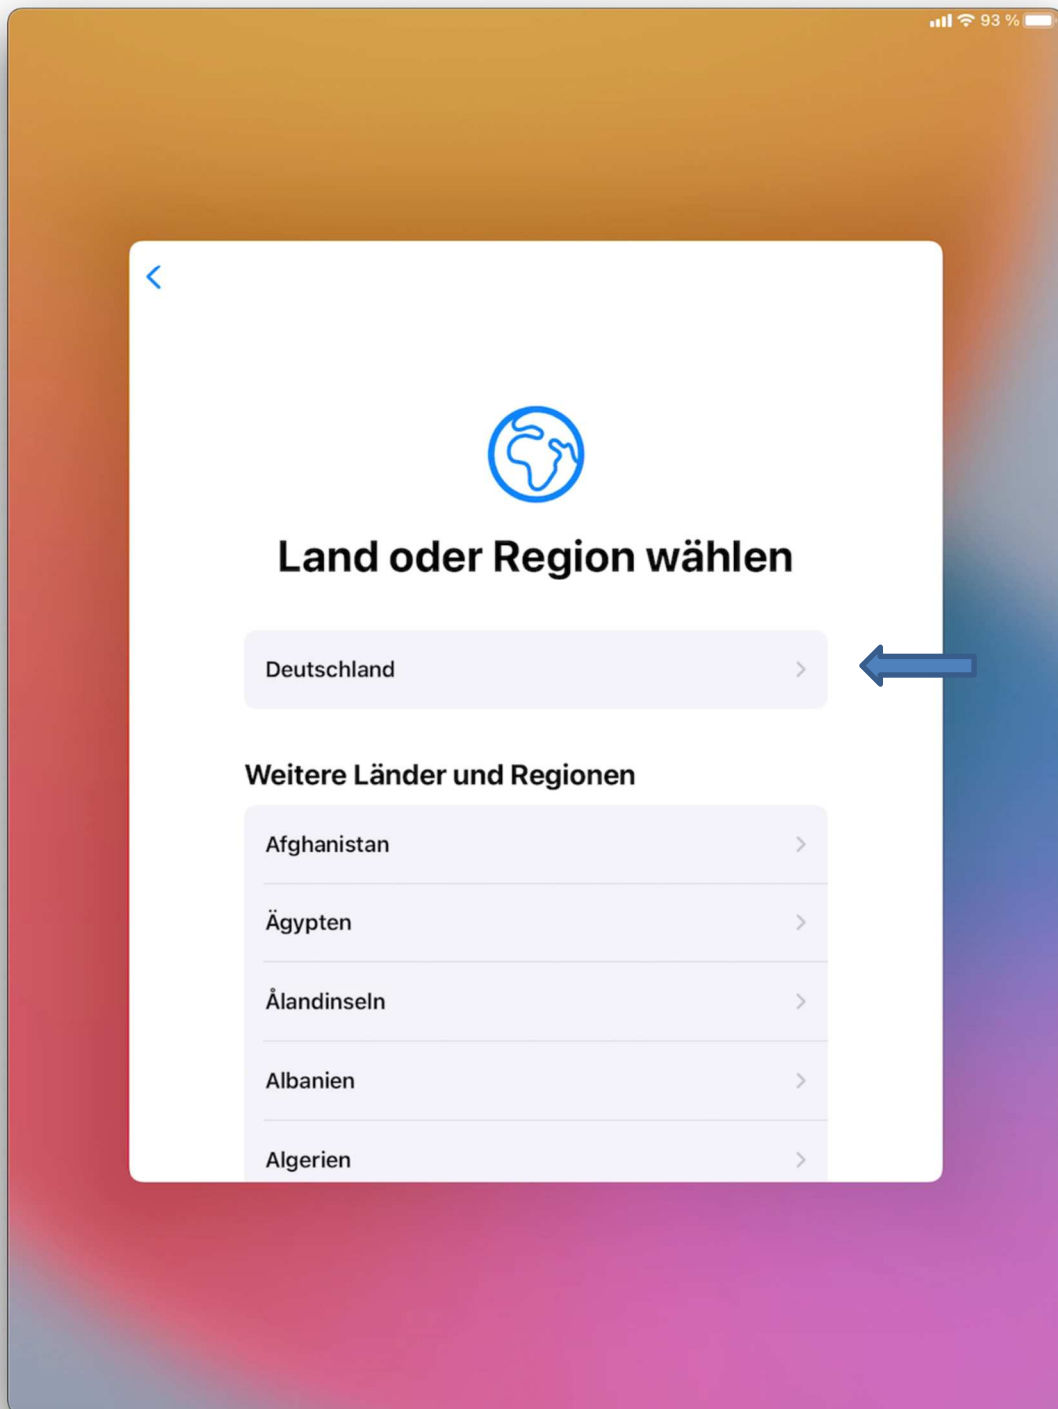 93 %
Land oder Region wählen
Deutschland
Weitere Länder und Regionen
Afghanistan
Ägypten
Ålandinseln
Albanien
Algerien